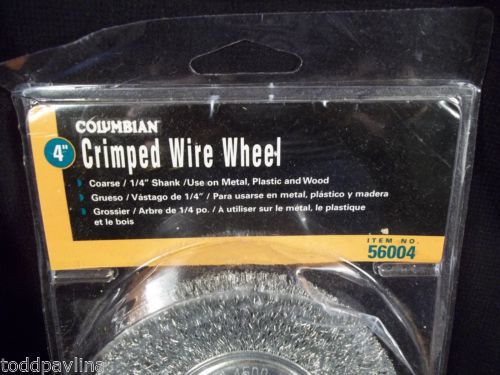 COLUMBIAN
4"
Crimped Wire Wheel
Coarse / 1/4" Shank /Use on Metal, Plastic and Wood
Grueso / Vástago de 1/4" / Para usarse en metal, plástico y madera
Grossier / Arbre de 1/4 po. / À utiliser sur le métal, le plastique
et le bois
ITEM NO.
56004
toddpavlina